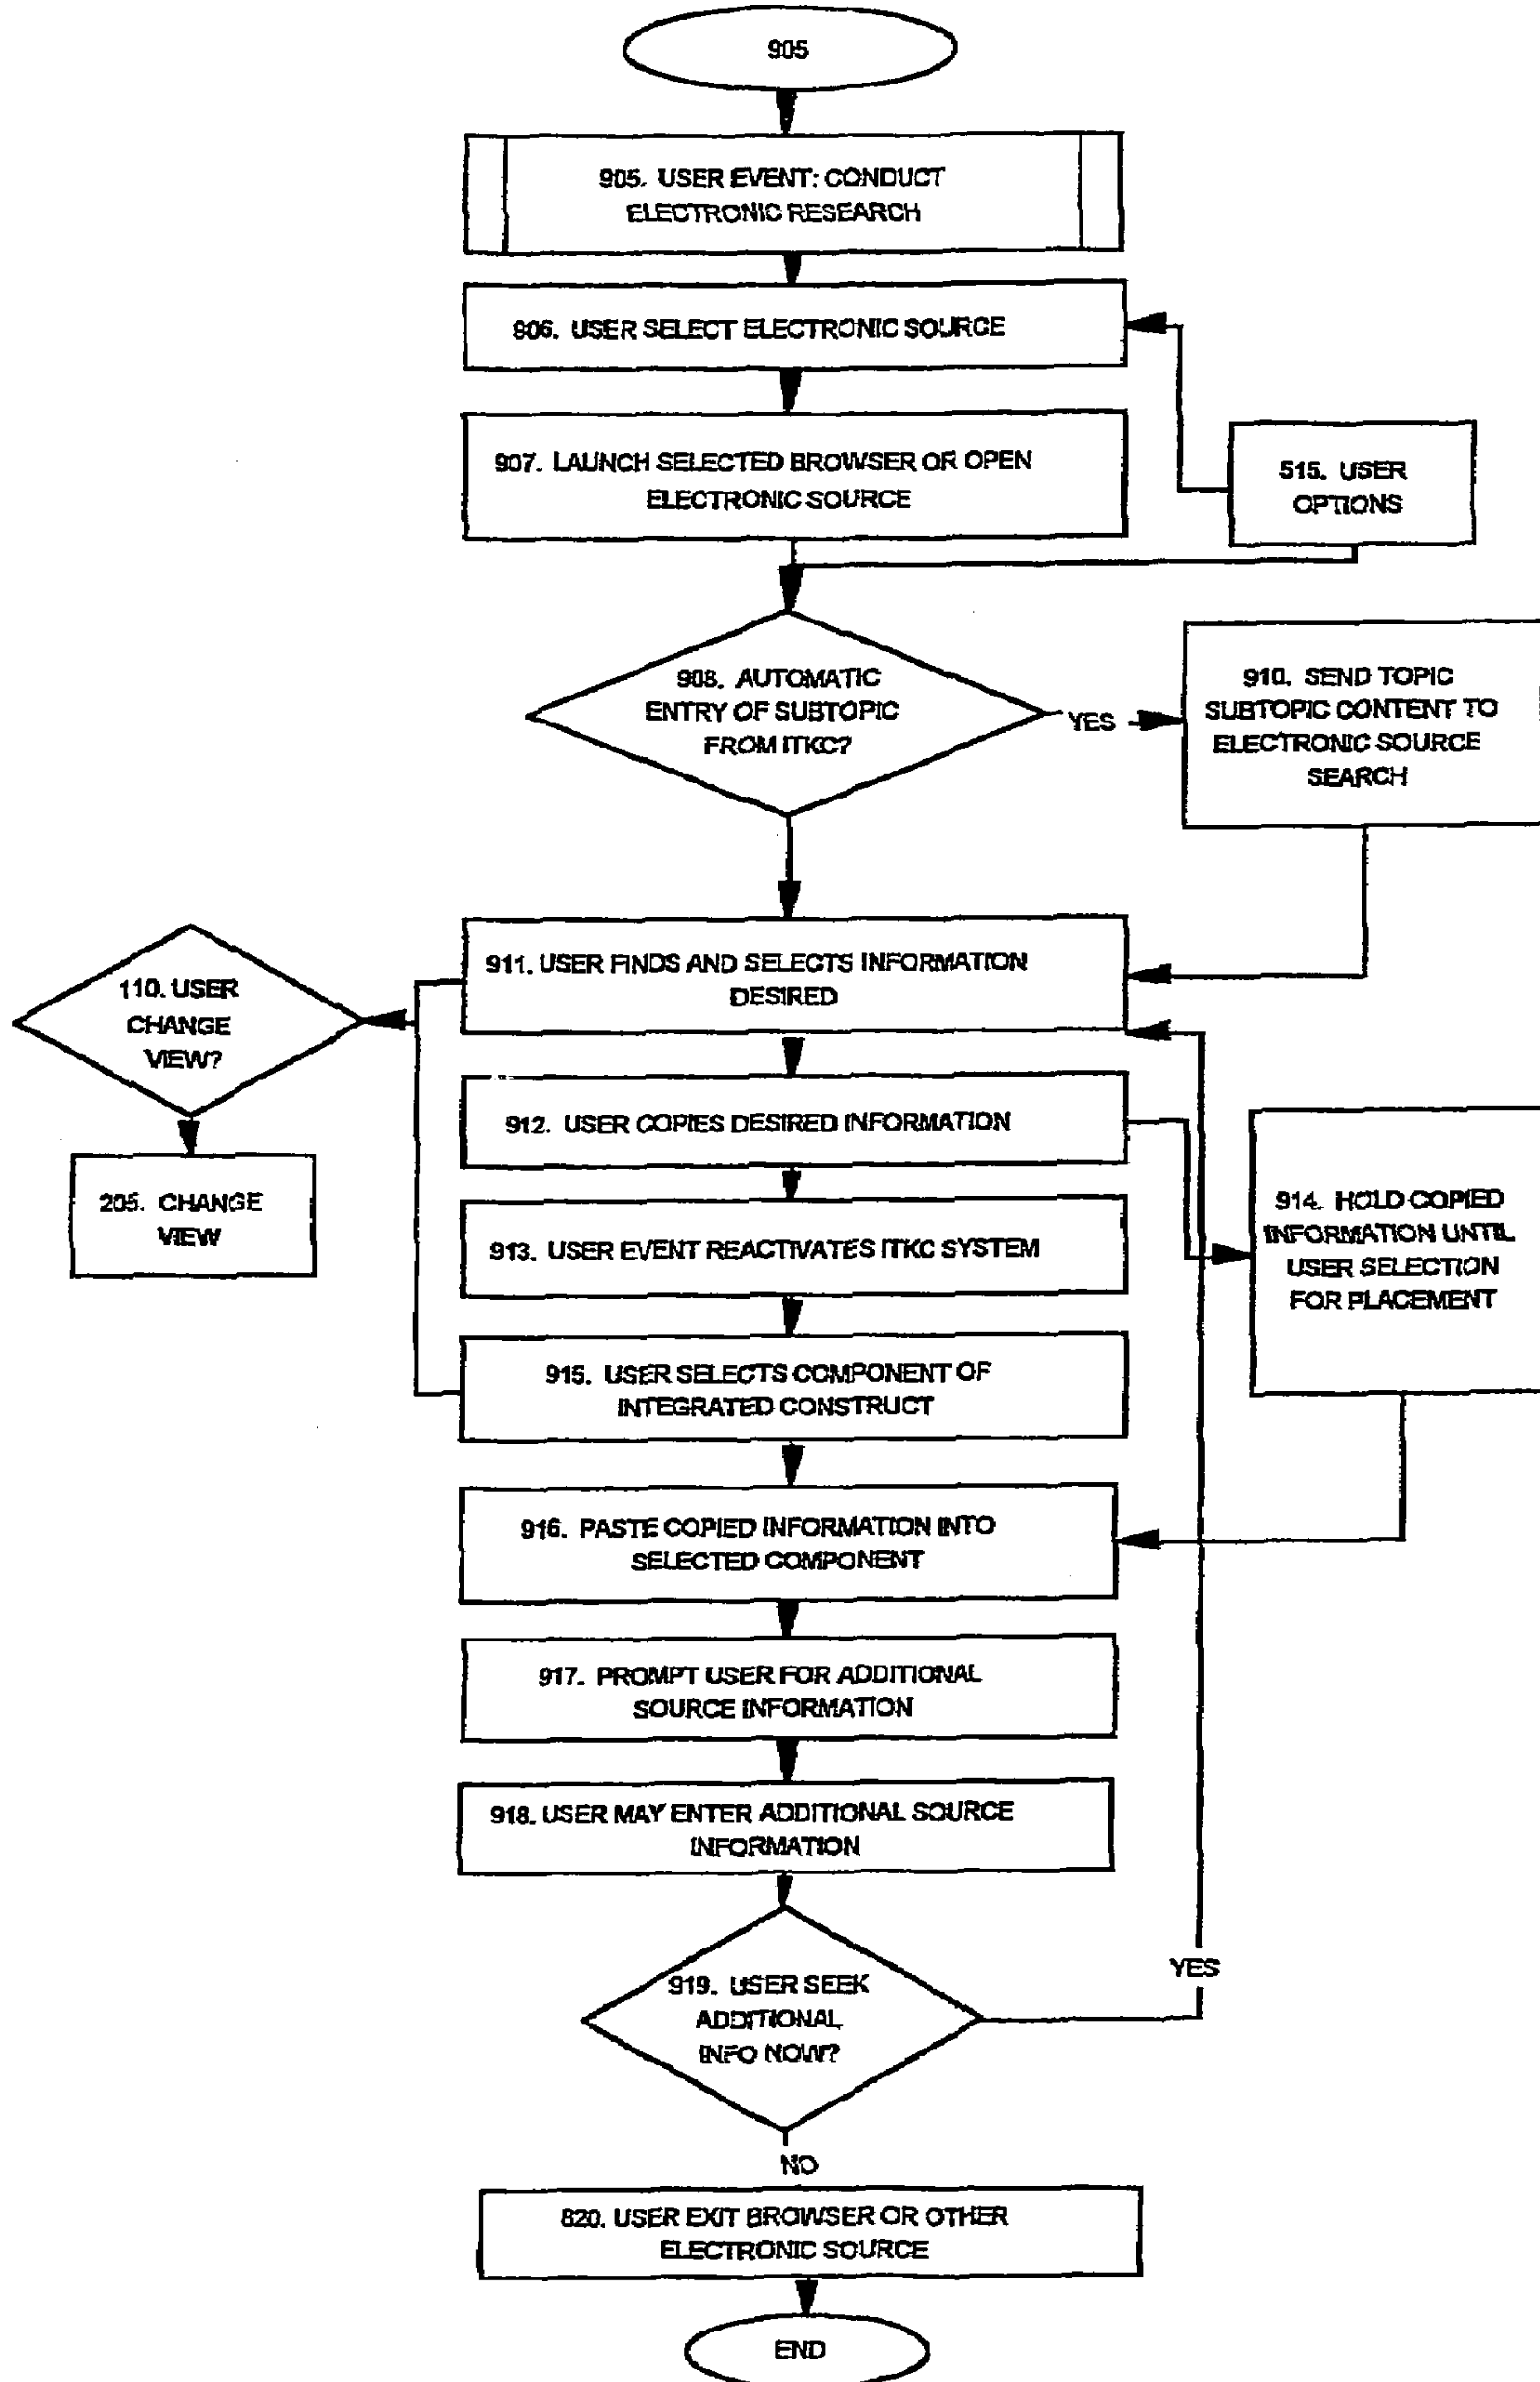 905
905. USER EVENT: CONDUCT
ELECTRONIC RESEARCH
906. USER SELECT ELECTRONIC SOURCE
907. LAUNCH SELECTED BROWSER OR OPEN
ELECTRONIC SOURCE
515. USER
OPTIONS
908. AUTOMATIC
ENTRY OF SUBTOPIC
FROM ITKC?
YES
910. SEND TOPIC
SUBTOPIC CONTENT TO
ELECTRONIC SOURCE
SEARCH
911. USER FINDS AND SELECTS INFORMATION
DESIRED
110. USER
CHANGE
VIEW?
205. CHANGE
VIEW
912. USER COPIES DESIRED INFORMATION
913. USER EVENT REACTIVATES ITKC SYSTEM
914. HOLD COPIED
INFORMATION UNTIL
USER SELECTION
FOR PLACEMENT
915. USER SELECTS COMPONENT OF
INTEGRATED CONSTRUCT
916. PASTE COPIED INFORMATION INTO
SELECTED COMPONENT
917. PROMPT USER FOR ADDITIONAL
SOURCE INFORMATION
918. USER MAY ENTER ADDITIONAL SOURCE
INFORMATION
919. USER SEEK
ADDITIONAL
INFO NOW?
YES
NO
820. USER EXIT BROWSER OR OTHER
ELECTRONIC SOURCE
END